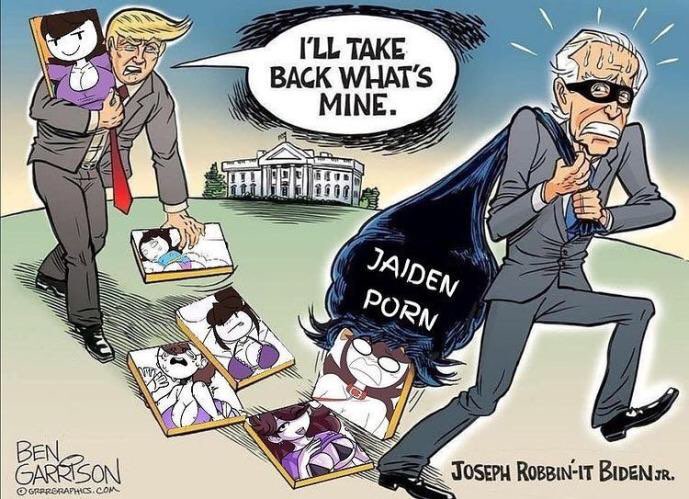 I'LL TAKE
BACK WHAT'S
MINE.
JAIDEN
PORN
BEN
GARRISON
© GRRRGRAPHICS.COM
JOSEPH ROBBIN'-IT BIDEN JR.